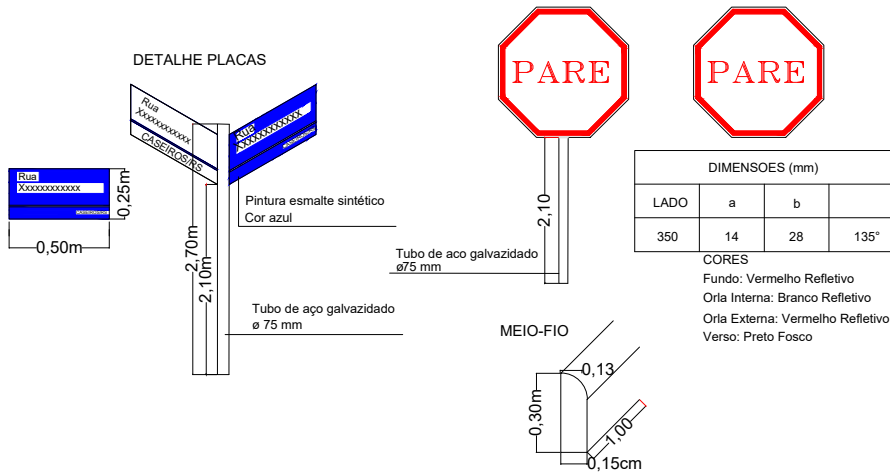 DETALHE PLACAS
Rua
Xxxxxxxxxxxx
CASEIROS/RS
Rua
Xxxxxxxxxxxxx
Rua
Xxxxxxxxxxxx
CASEIROS/RS
0,25m
0,50m
2,70m
2,10m
Pintura esmalte sintético
Cor azul
Tubo de aço galvazidado
ø 75 mm
PARE
PARE
2,10
Tubo de aco galvazidado
ø75 mm
DIMENSOES (mm)
LADO a b
350 14 28 135°
CORES
Fundo: Vermelho Refletivo
Orla Interna: Branco Refletivo
Orla Externa: Vermelho Refletivo
Verso: Preto Fosco
MEIO-FIO
0,13
0,30m
1,00
0,15cm